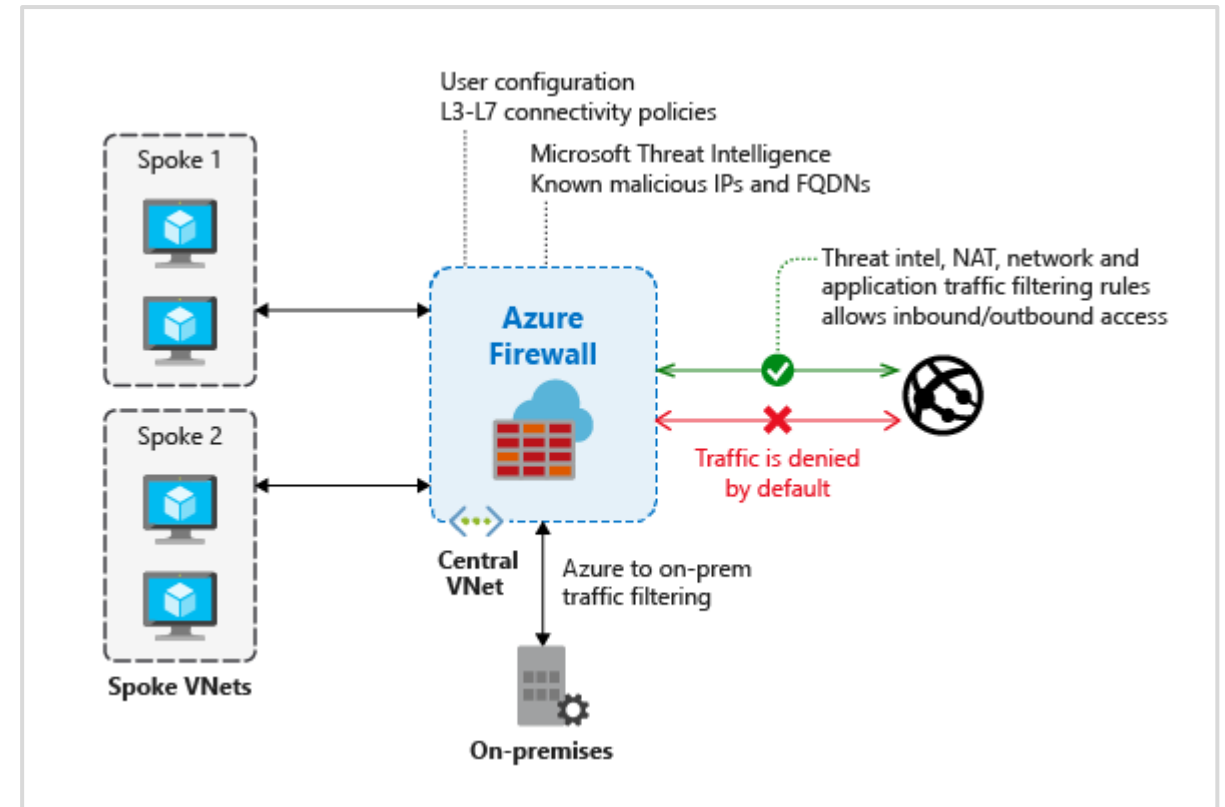 User configuration
L3-L7 connectivity policies
Microsoft Threat Intelligence
Known malicious IPs and FQDNs
Spoke 1
Threat intel, NAT, network and
application traffic filtering rules
allows inbound/outbound access
Azure
Firewall
Spoke 2
Traffic is denied
by default
Central
VNet
Azure to on-prem
traffic filtering
Spoke VNets
On-premises